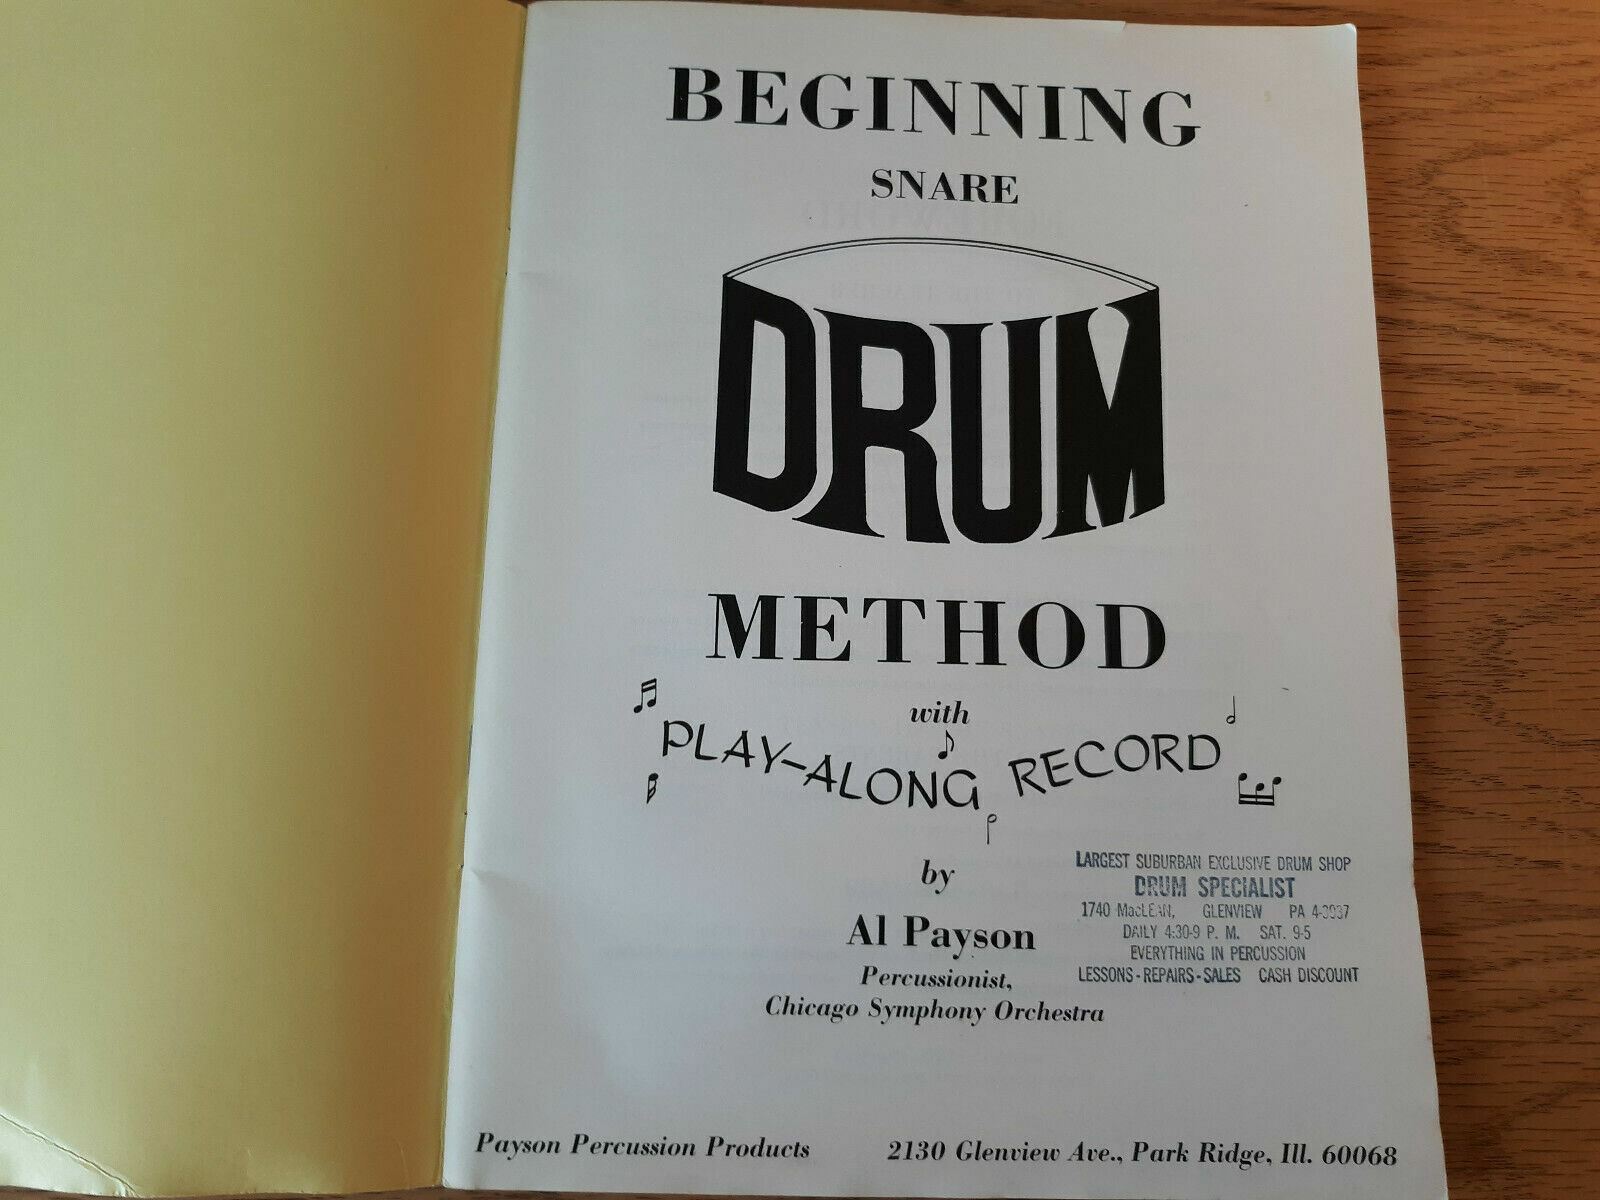 BEGINNING
SNARE
DRUM
METHOD
with
PLAY-ALONG RECORD
by
Al Payson
Percussionist,
Chicago Symphony Orchestra
LARGEST SUBURBAN EXCLUSIVE DRUM SHOP
DRUM SPECIALIST
1740 MacLEAN, GLENVIEW PA
DAILY 4:30-9 P. M. SAT. 9-5
EVERYTHING IN PERCUSSION
LESSONS-REPAIRS-SALES CASH DISCOUNT
Payson Percussion Products 2130 Glenview Ave., Park Ridge, Ill. 60068